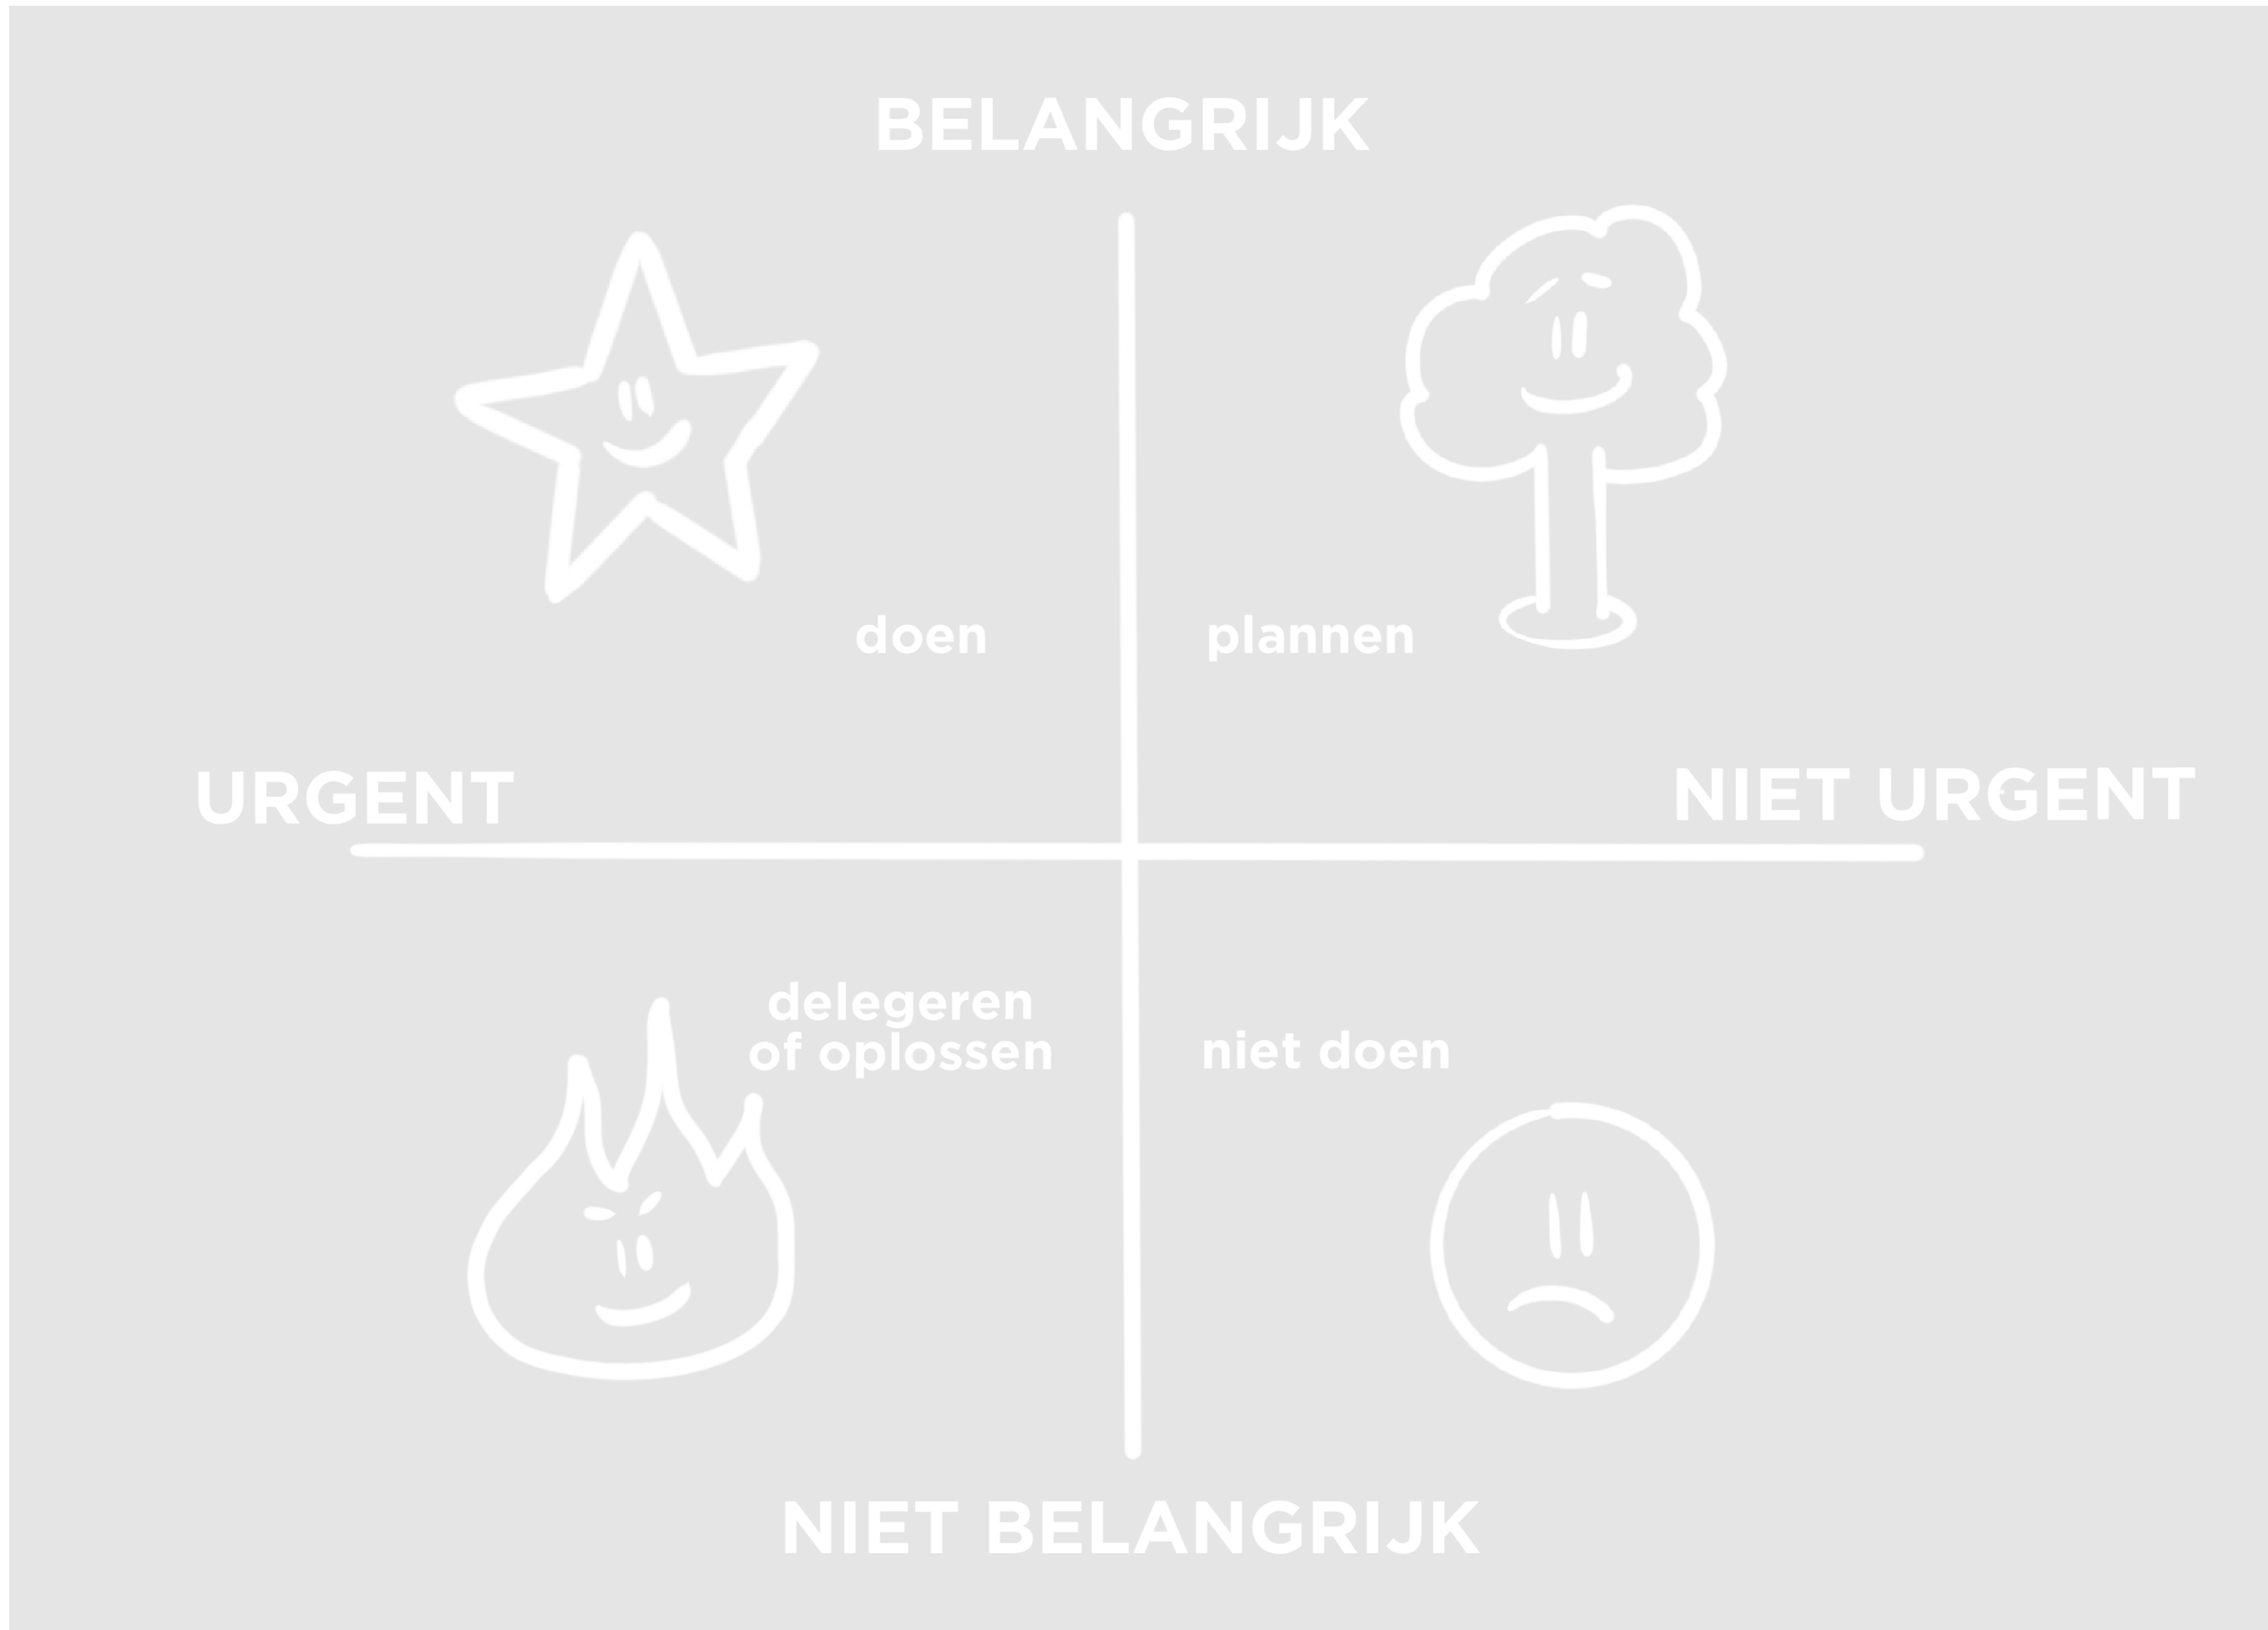 BELANGRIJK
doen
plannen
URGENT
NIET URGENT
delegeren
of oplossen
niet doen
NIET BELANGRIJK